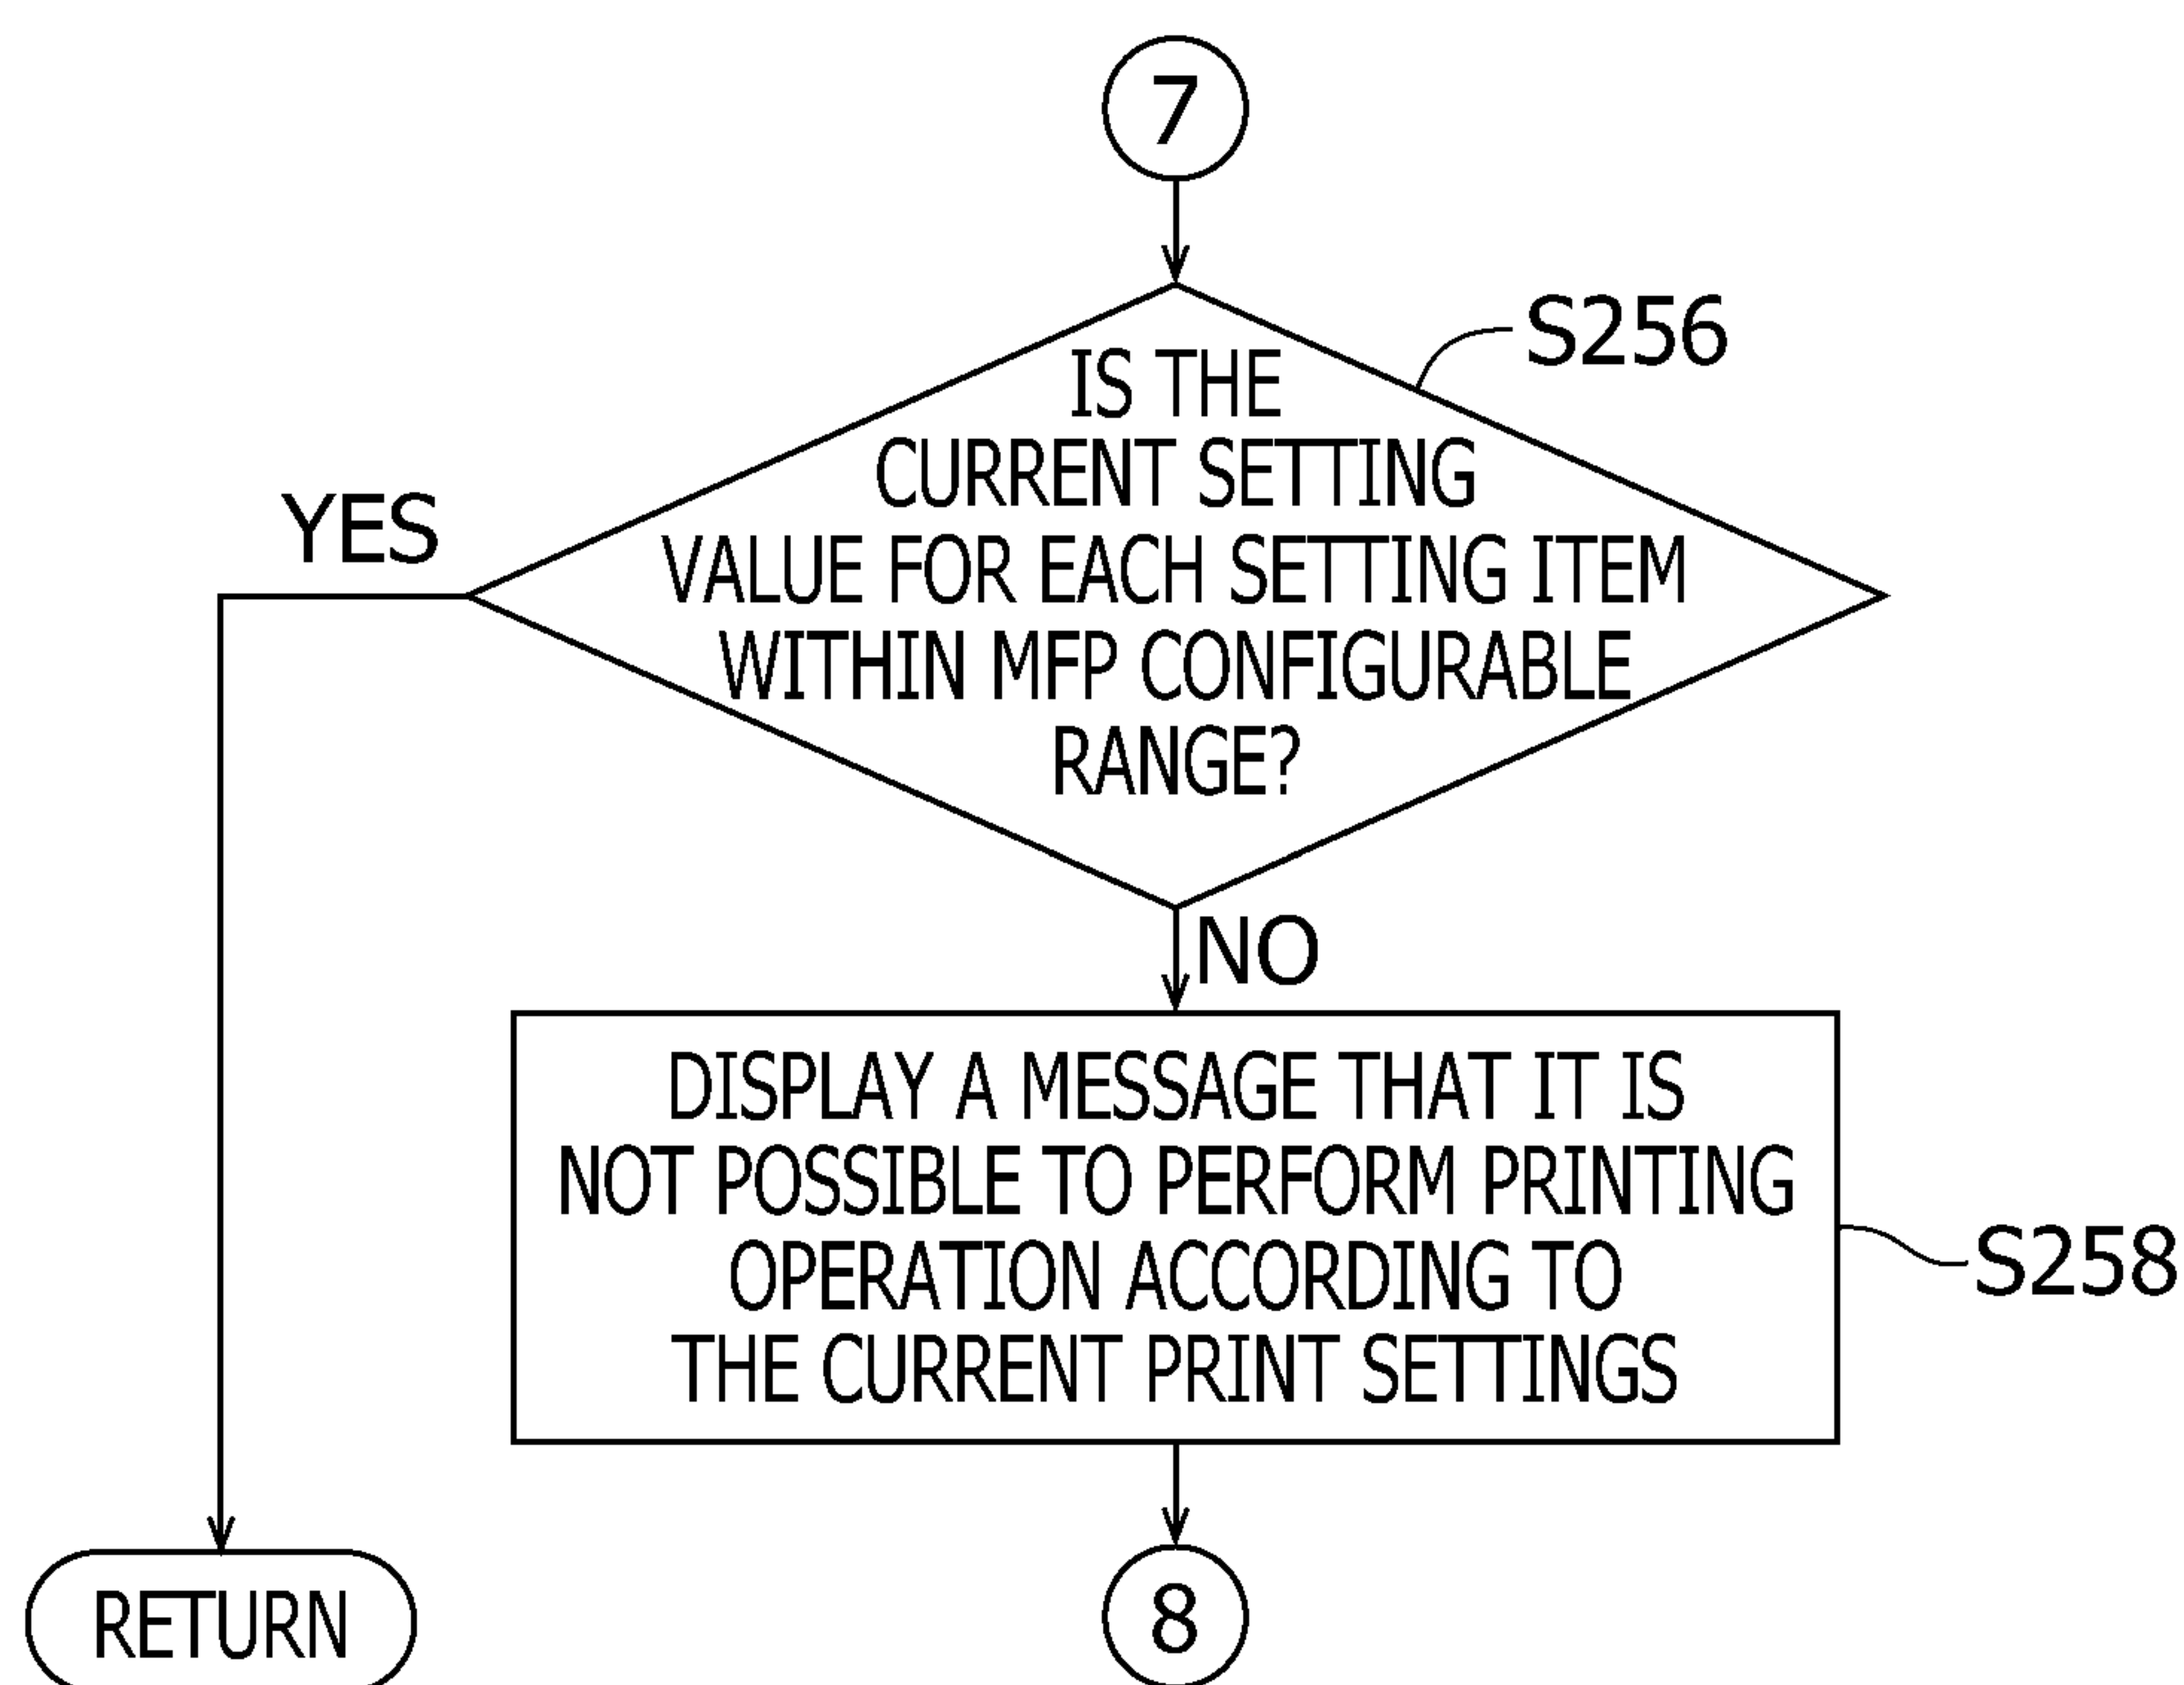 7
S256
IS THE
CURRENT SETTING
VALUE FOR EACH SETTING ITEM
WITHIN MFP CONFIGURABLE
RANGE?
YES
NO
DISPLAY A MESSAGE THAT IT IS
NOT POSSIBLE TO PERFORM PRINTING
OPERATION ACCORDING TO
THE CURRENT PRINT SETTINGS
S258
RETURN
8